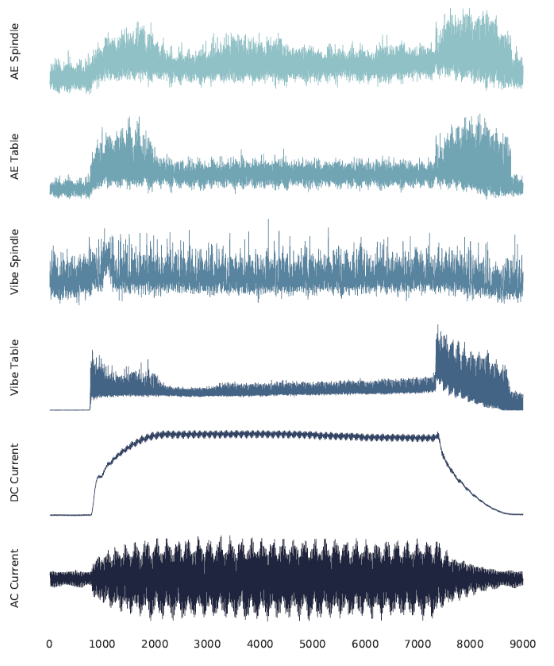 AE Spindle
AE Table
Vibe Spindle
Vibe Table
DC Current
AC Current
0 1000 2000 3000 4000 5000 6000 7000 8000 9000